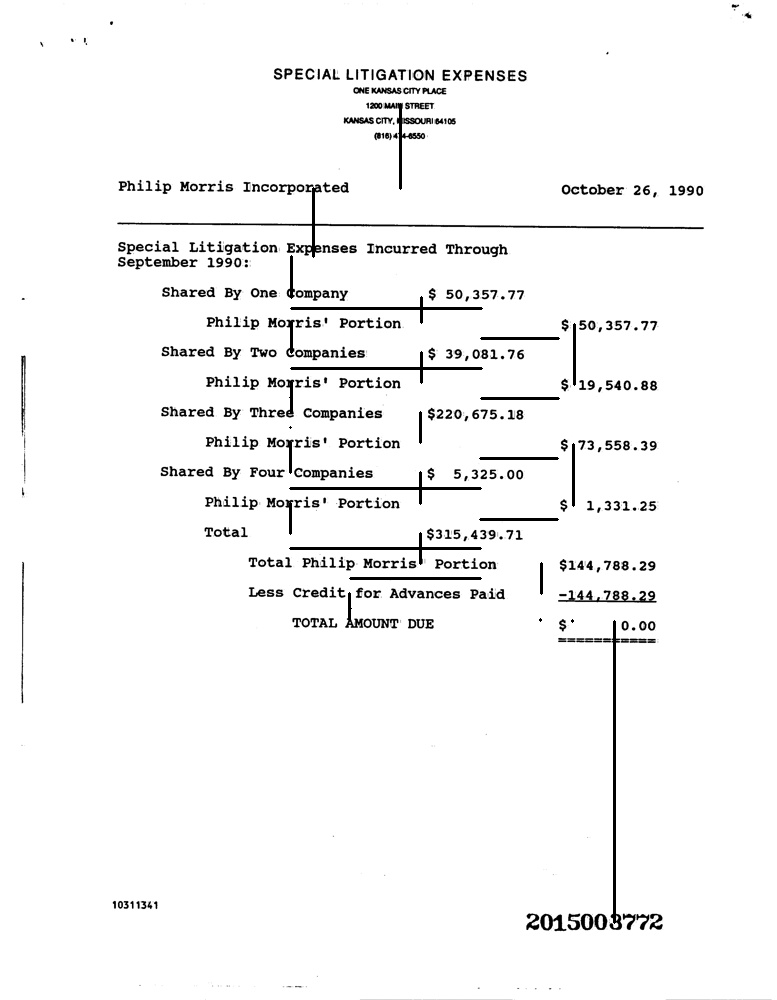 SPECIAL LITIGATION EXPENSES
ONE KANSAS CITY PLACE
1200 MAIN STREET
KANSAS CITY, MISSOURI 64105
(816) 474-6550
Philip Morris Incorporated October 26, 1990
Special Litigation Expenses Incurred Through
September 1990:
Shared By One Company $ 50,357.77
Philip Morris' Portion $ 50,357.77
Shared By Two Companies $ 39,081.76
Philip Morris' Portion $ 19,540.88
Shared By Three Companies $220,675.18
Philip Morris' Portion $ 73,558.39
Shared By Four Companies $ 5,325.00
Philip Morris' Portion $ 1,331.25
Total $315,439.71
Total Philip Morris' Portion $144,788.29
Less Credit for Advances Paid -144,788.29
TOTAL AMOUNT DUE $ 0.00
10311341
2015003772